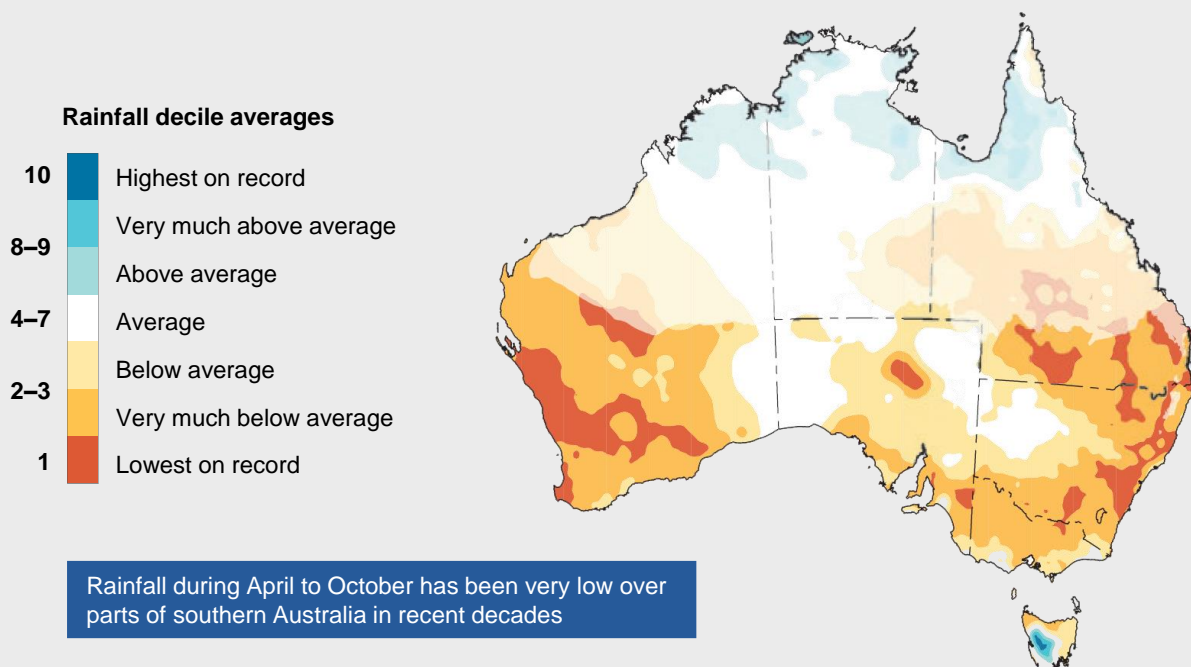 Rainfall decile averages
10
Highest on record
Very much above average
8–9
Above average
4–7
Average
Below average
2–3
Very much below average
1
Lowest on record
Rainfall during April to October has been very low over
parts of southern Australia in recent decades